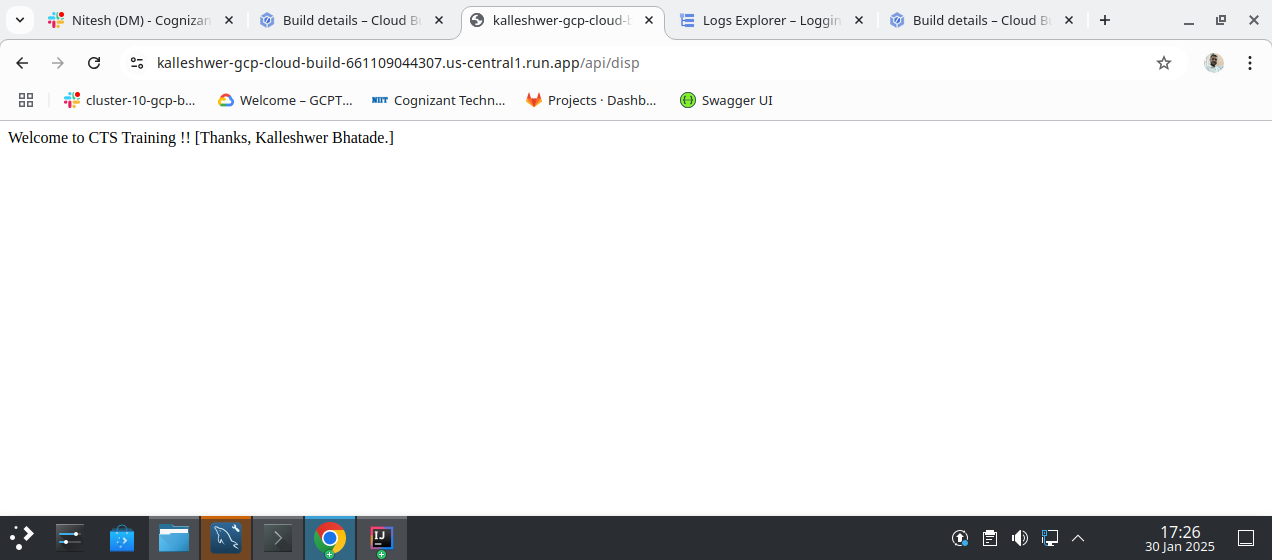 Nitesh (DM) - Cognizan
Build details – Cloud Bu
kalleshwer-gcp-cloud-b
Logs Explorer – Loggin
Build details – Cloud Bu
kalleshwer-gcp-cloud-build-661109044307.us-central1.run.app/api/disp
cluster-10-gcp-b...
Welcome – GCPT...
NIIT
Cognizant Techn...
Projects · Dashb...
Swagger UI
Welcome to CTS Training !! [Thanks, Kalleshwer Bhatade.]
IJ
17:26
30 Jan 2025